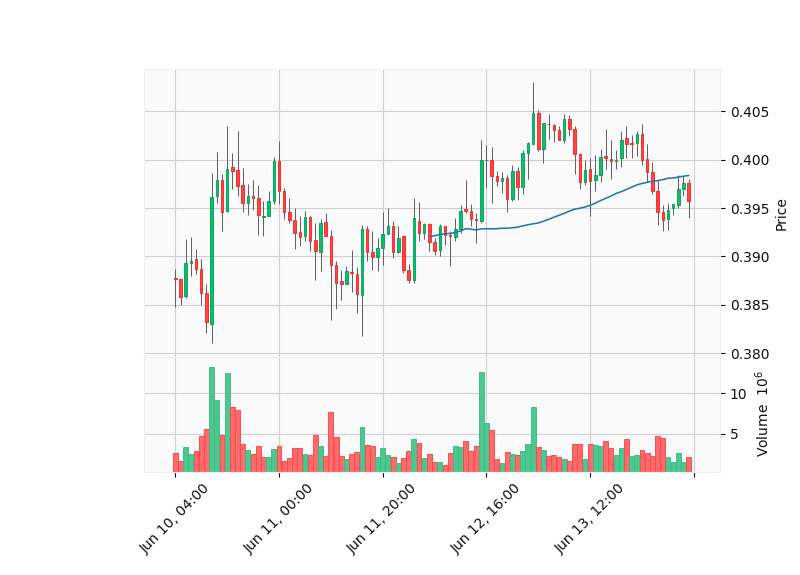 0.405
0.400
0.395
0.390
0.385
0.380
Price
10
5
Volume 10^6
Jun 10, 04:00
Jun 11, 00:00
Jun 11, 20:00
Jun 12, 16:00
Jun 13, 12:00